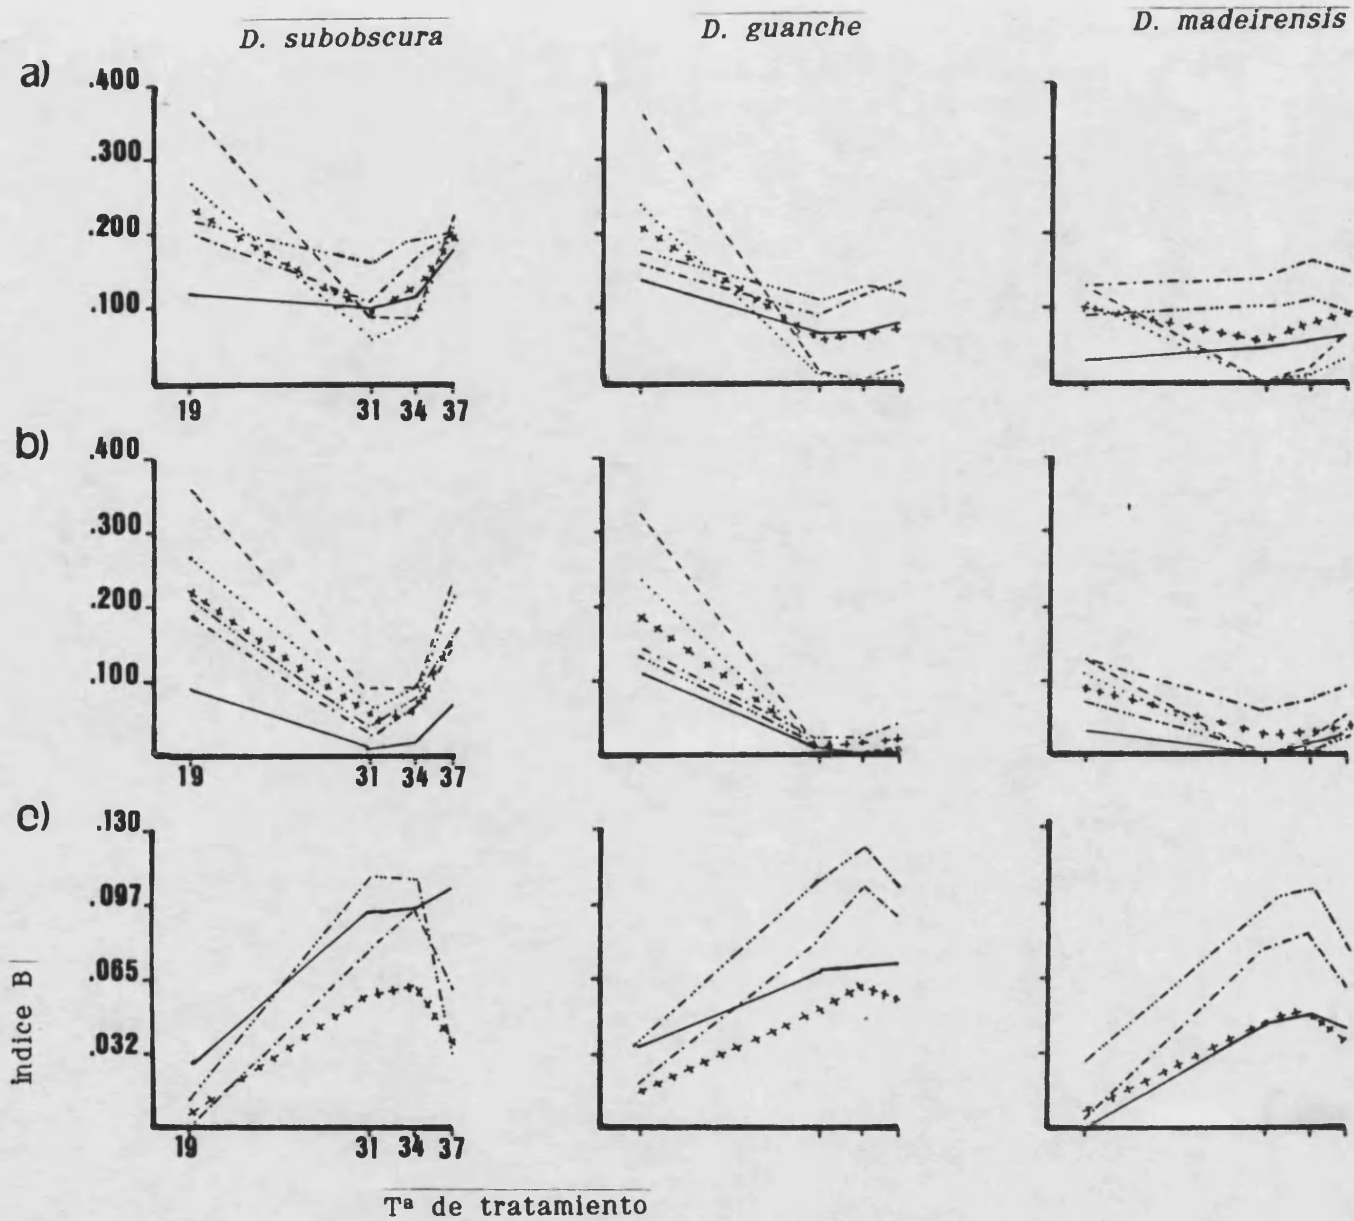 D. subobscura
D. guanche
D. madeirensis
a)
.400
.300
.200
.100
19 31 34 37
b)
.400
.300
.200
.100
19 31 34 37
c)
.130
.097
.065
.032
19 31 34 37
índice B
Tª de tratamiento